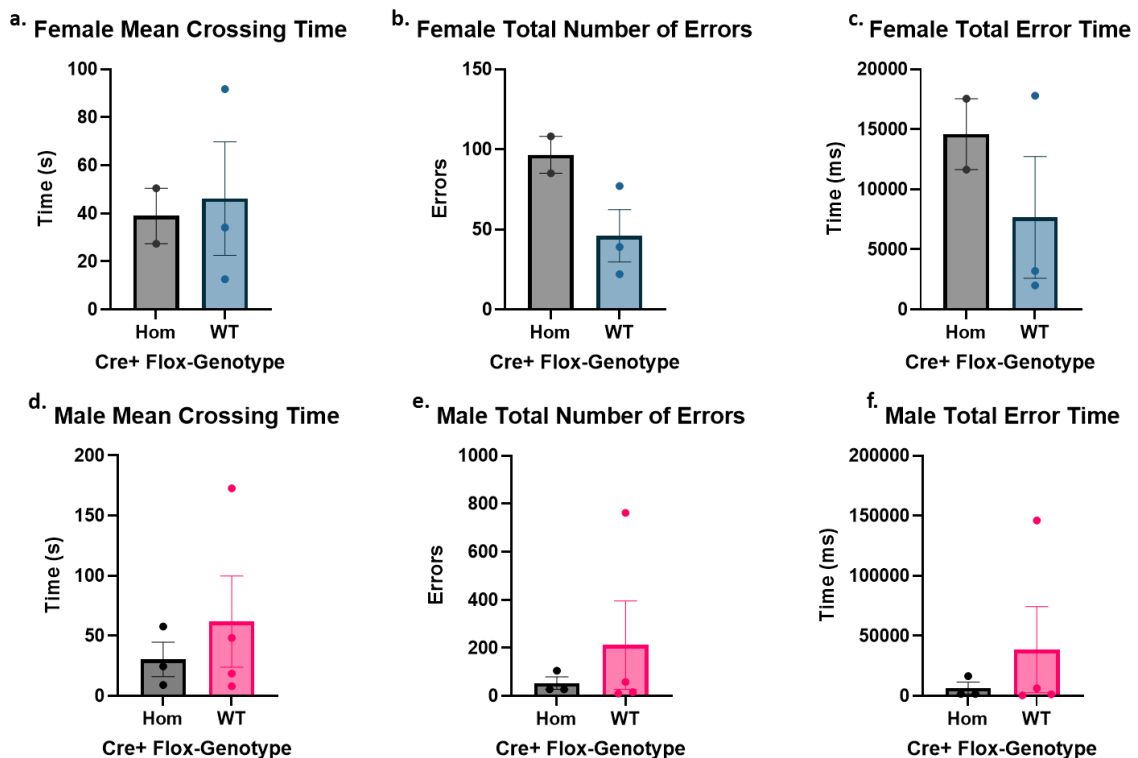 a. Female Mean Crossing Time
100
80
60
40
20
0
Time (s)
Hom WT
Cre+ Flox-Genotype
b. Female Total Number of Errors
150
100
50
0
Errors
Hom WT
Cre+ Flox-Genotype
c. Female Total Error Time
20000
15000
10000
5000
0
Time (ms)
Hom WT
Cre+ Flox-Genotype
d. Male Mean Crossing Time
200
150
100
50
0
Time (s)
Hom WT
Cre+ Flox-Genotype
e. Male Total Number of Errors
1000
800
600
400
200
0
Errors
Hom WT
Cre+ Flox-Genotype
f. Male Total Error Time
200000
150000
100000
50000
0
Time (ms)
Hom WT
Cre+ Flox-Genotype